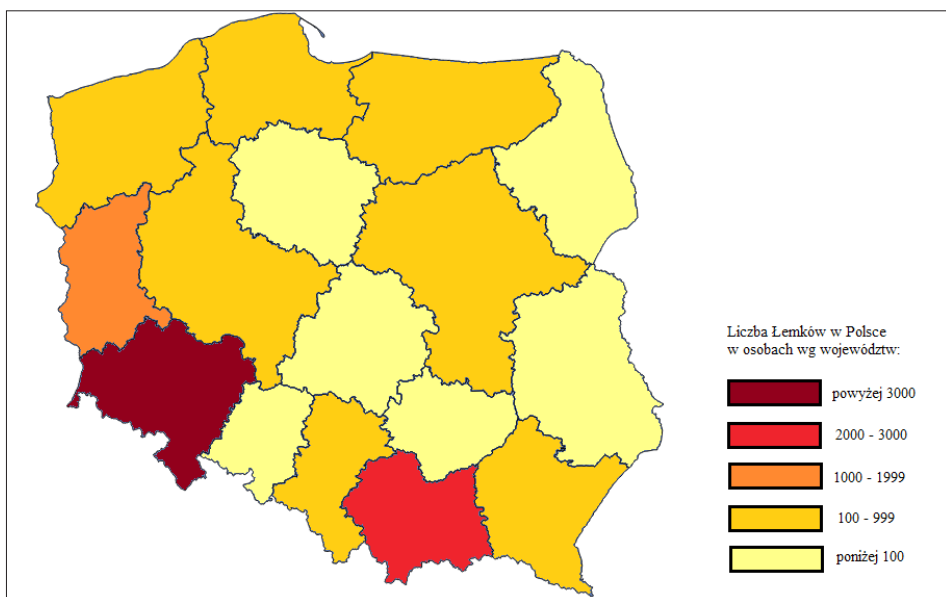 Liczba Łemków w Polsce
w osobach wg województw:
powyżej 3000
2000 - 3000
1000 - 1999
100 - 999
poniżej 100